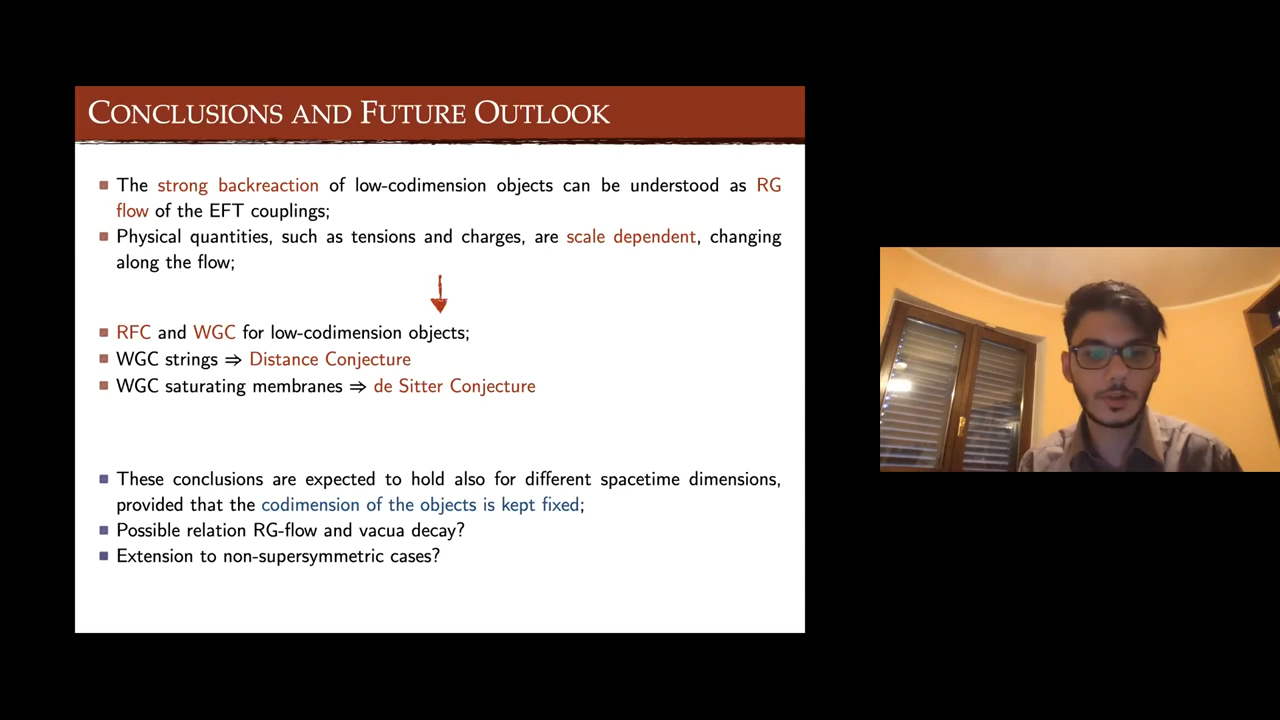 CONCLUSIONS AND FUTURE OUTLOOK
The strong backreaction of low-codimension objects can be understood as RG
flow of the EFT couplings;
Physical quantities, such as tensions and charges, are scale dependent, changing
along the flow;
RFC and WGC for low-codimension objects;
WGC strings ⇒ Distance Conjecture
WGC saturating membranes ⇒ de Sitter Conjecture
These conclusions are expected to hold also for different spacetime dimensions,
provided that the codimension of the objects is kept fixed;
Possible relation RG-flow and vacua decay?
Extension to non-supersymmetric cases?